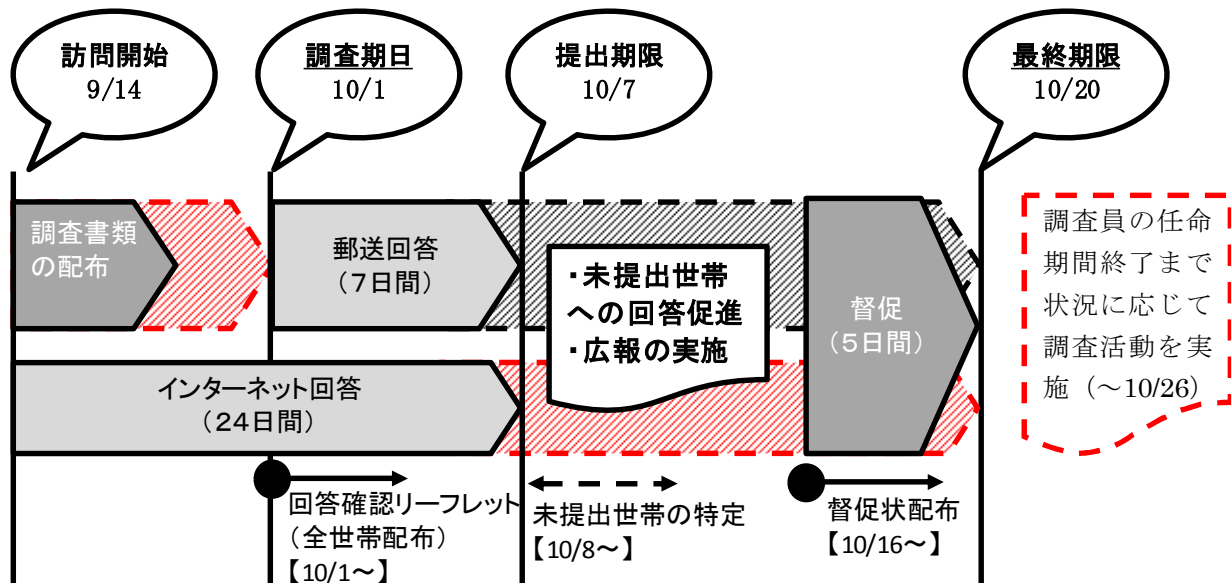 訪問開始
9/14
調査期日
10/1
提出期限
10/7
最終期限
10/20
調査書類
の配布
郵送回答
（7日間）
・未提出世帯
への回答促進
・広報の実施
督促
（5日間）
調査員の任命
期間終了まで
状況に応じて
調査活動を実
施（～10/26）
インターネット回答
（24日間）
回答確認リーフレット
（全世帯配布）
【10/1～】
未提出世帯の特定
【10/8～】
督促状配布
【10/16～】